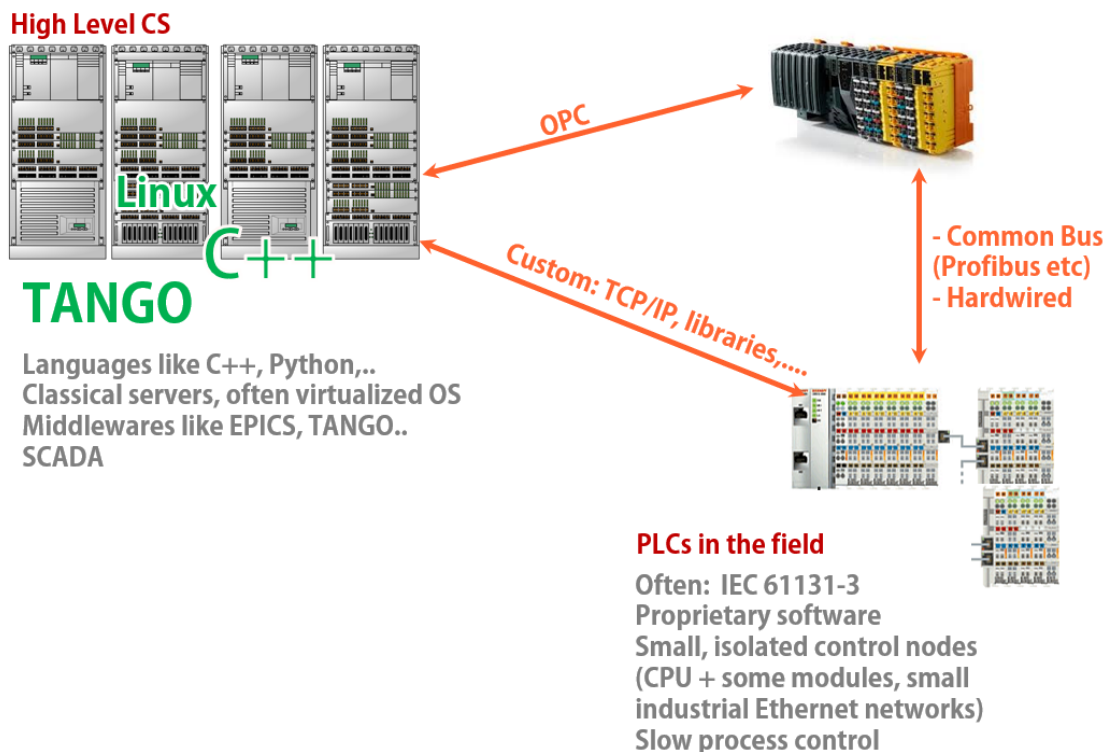 High Level CS
OPC
Linux
C++
TANGO
Custom: TCP/IP, libraries,....
- Common Bus
(Profibus etc)
- Hardwired
Languages like C++, Python,..
Classical servers, often virtualized OS
Middlewares like EPICS, TANGO..
SCADA
PLCs in the field
Often:  IEC 61131-3
Proprietary software
Small, isolated control nodes
(CPU + some modules, small
industrial Ethernet networks)
Slow process control